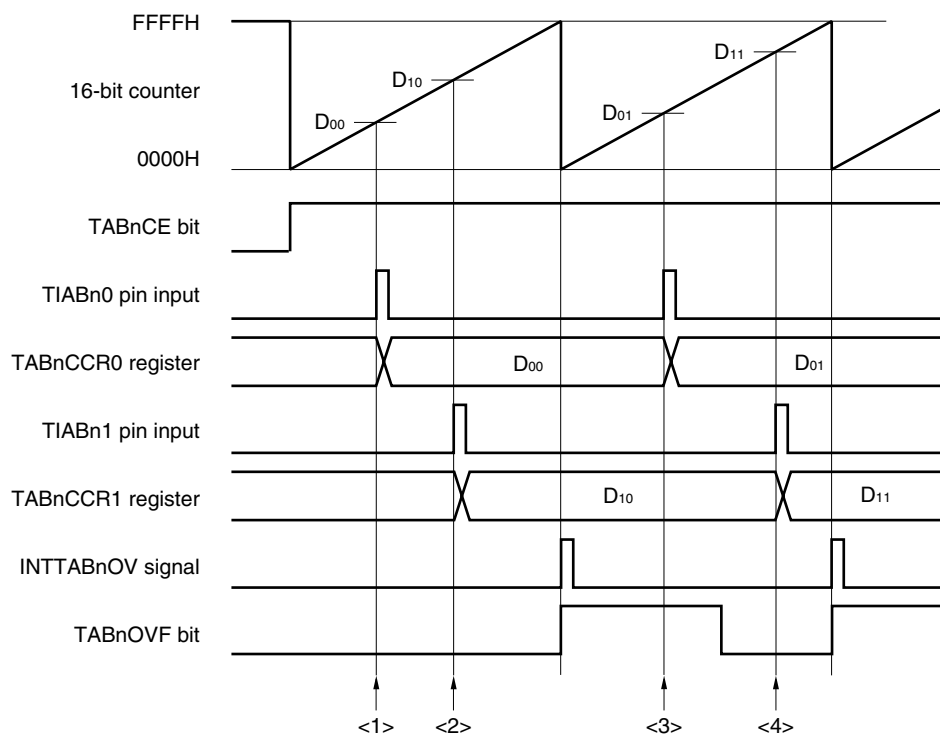 FFFFH
16-bit counter
0000H
D00
D10
D01
D11
TABnCE bit
TIABn0 pin input
TABnCCR0 register
D00
D01
TIABn1 pin input
TABnCCR1 register
D10
D11
INTTABnOV signal
TABnOVF bit
<1>
<2>
<3>
<4>